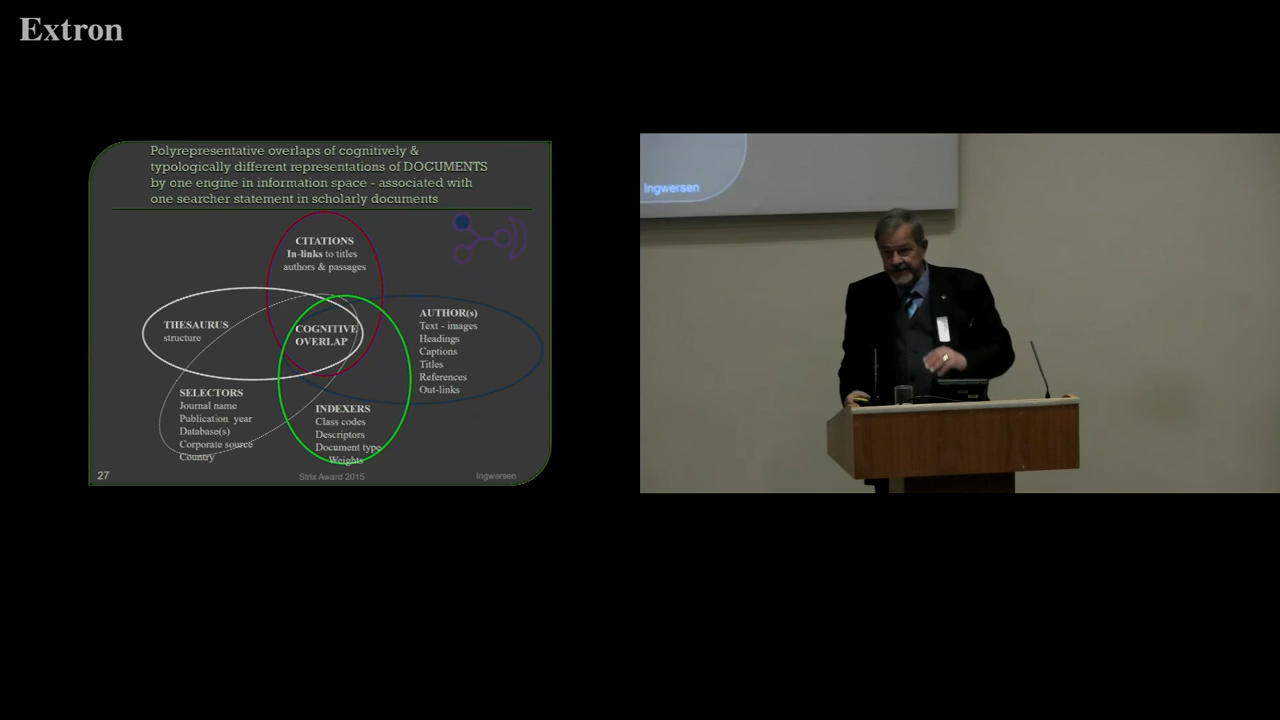 Extron
Polyrepresentative overlaps of cognitively &
typologically different representations of DOCUMENTS
by one engine in information space - associated with
one searcher statement in scholarly documents
CITATIONS
In-links to titles
authors & passages
THESAURUS
structure
COGNITIVE
OVERLAP
AUTHOR(s)
Text - images
Headings
Captions
Titles
References
Out-links
SELECTORS
Journal name
Publication year
Database(s)
Corporate source
Country
INDEXERS
Class codes
Descriptors
Document type
Weights
27
Strix Award 2015
Ingwersen
Ingwersen